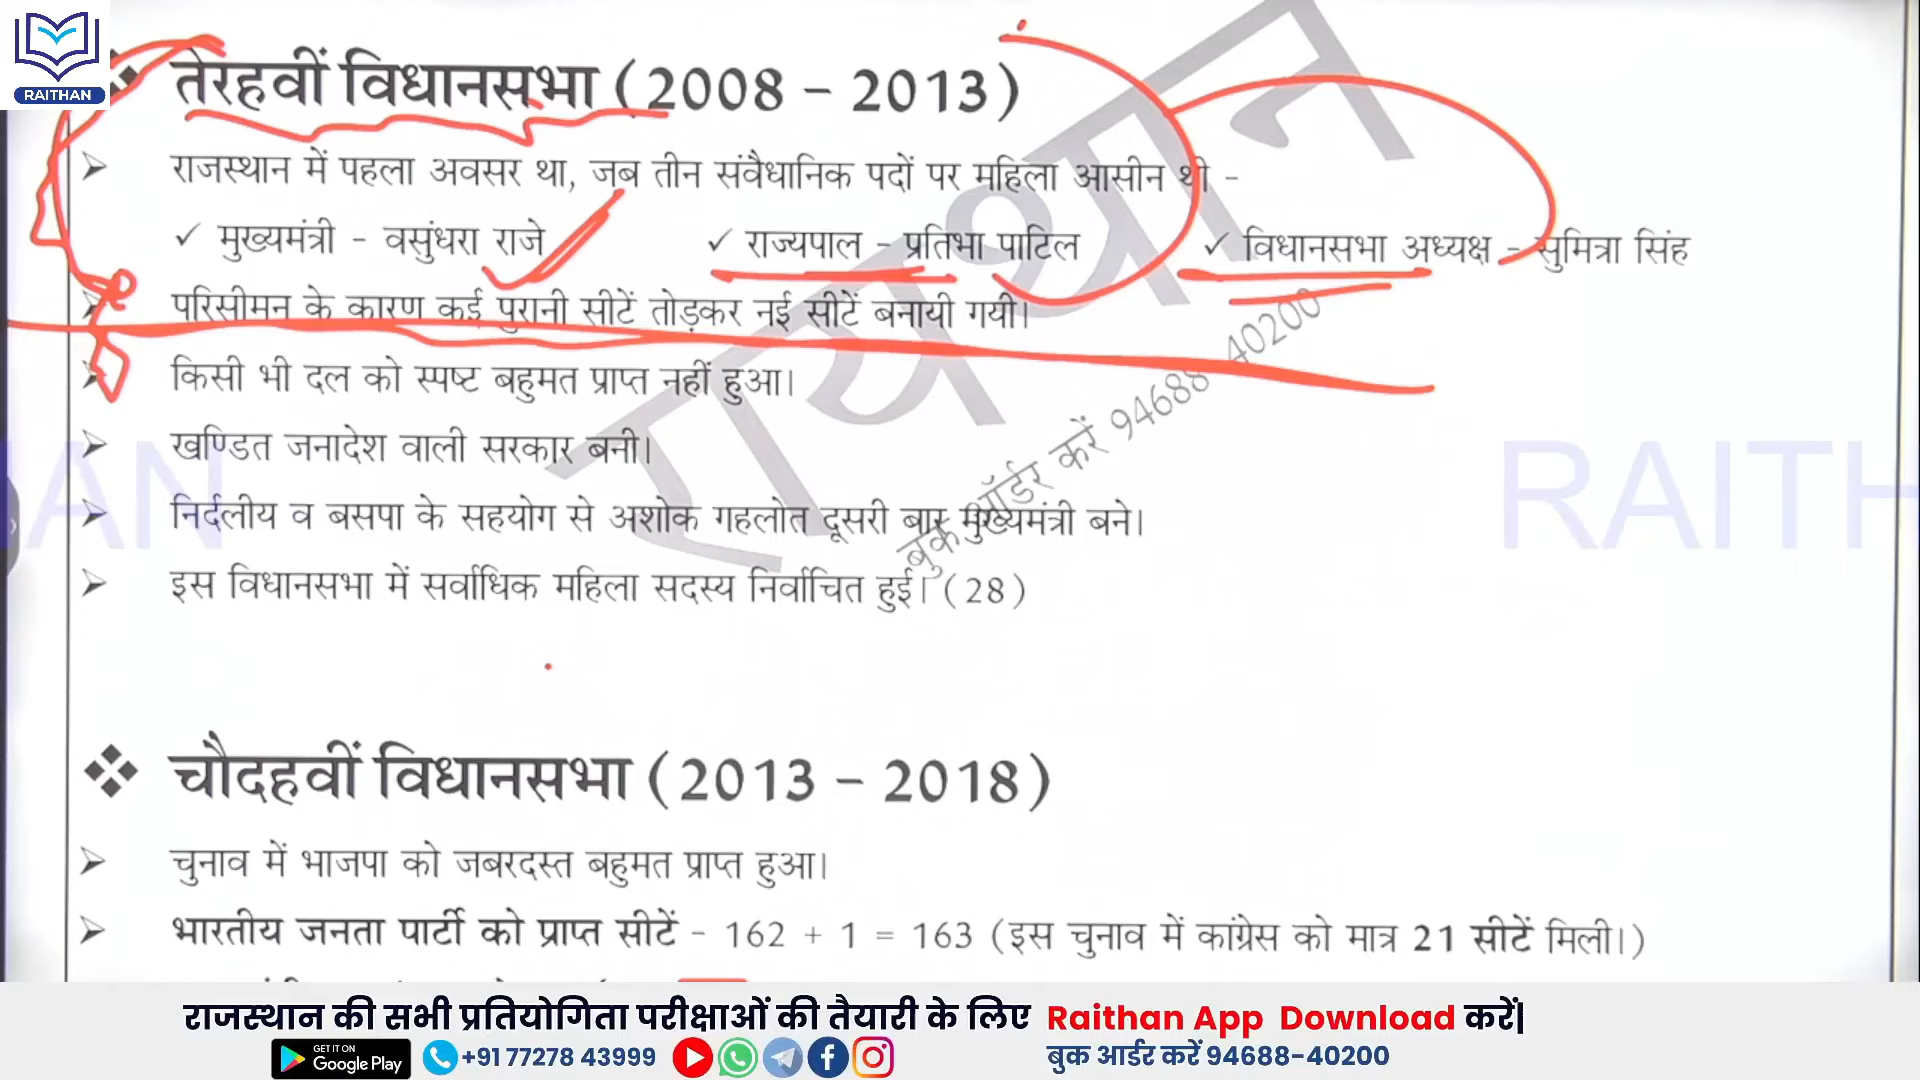 RAITHAN
तेरहवीं विधानसभा (2008 - 2013)
राजस्थान में पहला अवसर था, जब तीन संवैधानिक पदों पर महिला आसीन थी -
✓ मुख्यमंत्री - वसुंधरा राजे ✓ राज्यपाल - प्रतिभा पाटिल ✓ विधानसभा अध्यक्ष - सुमित्रा सिंह
➢ परिसीमन के कारण कई पुरानी सीटें तोड़कर नई सीटें बनायी गयी।
➢ किसी भी दल को स्पष्ट बहुमत प्राप्त नहीं हुआ।
➢ खण्डित जनादेश वाली सरकार बनी।
➢ निर्दलीय व बसपा के सहयोग से अशोक गहलोत दूसरी बार मुख्यमंत्री बने।
➢ इस विधानसभा में सर्वाधिक महिला सदस्य निर्वाचित हुई। (28)
रायथान
बुक ऑर्डर करें 94688 40200
AN RAITH
❖ चौदहवीं विधानसभा (2013 - 2018)
➢ चुनाव में भाजपा को जबरदस्त बहुमत प्राप्त हुआ।
➢ भारतीय जनता पार्टी को प्राप्त सीटें - 162 + 1 = 163 (इस चुनाव में कांग्रेस को मात्र 21 सीटें मिली।)
राजस्थान की सभी प्रतियोगिता परीक्षाओं की तैयारी के लिए Raithan App Download करें|
GET IT ON Google Play +91 77278 43999 बुक आर्डर करें 94688-40200